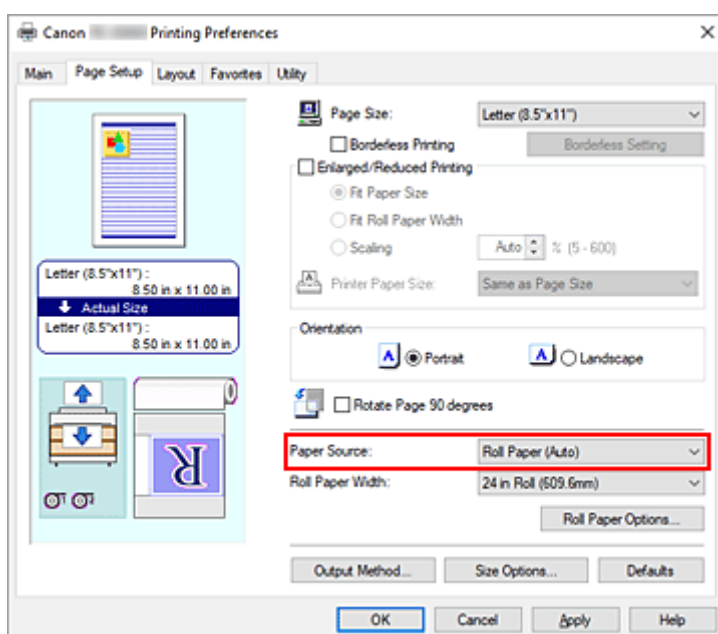 Canon Printing Preferences
Main Page Setup Layout Favorites Utility
Page Size: Letter (8.5"x11")
Borderless Printing Borderless Setting
Enlarged/Reduced Printing
Fit Paper Size
Fit Roll Paper Width
Scaling Auto % (5 - 600)
Printer Paper Size: Same as Page Size
Letter (8.5"x11") :
8.50 in x 11.00 in
Actual Size
Letter (8.5"x11") :
8.50 in x 11.00 in
Orientation
A Portrait A Landscape
Rotate Page 90 degrees
Paper Source: Roll Paper (Auto)
Roll Paper Width: 24 in Roll (609.6mm)
R
Roll Paper Options...
Output Method... Size Options... Defaults
OK Cancel Apply Help